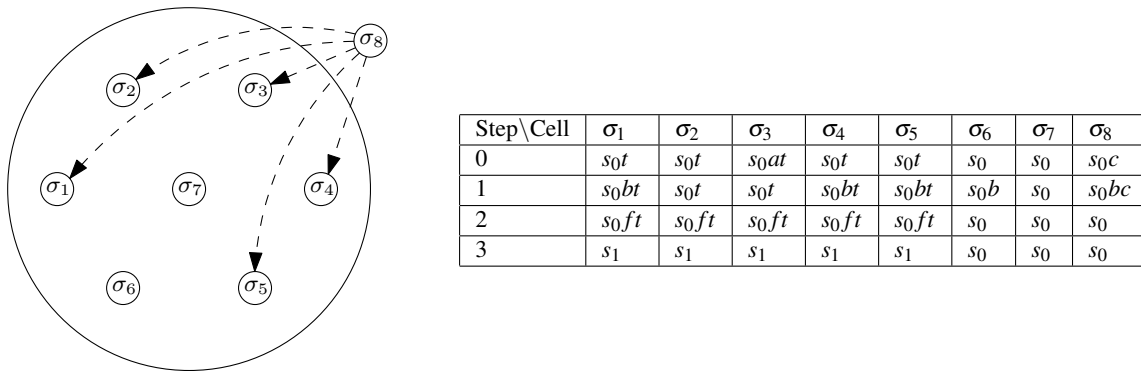 σ8
σ2
σ3
σ1
σ7
σ4
σ6
σ5
Step\Cell σ1 σ2 σ3 σ4 σ5 σ6 σ7 σ8
0 s0t s0t s0at s0t s0t s0 s0 s0c
1 s0bt s0t s0t s0bt s0bt s0b s0 s0bc
2 s0ft s0ft s0ft s0ft s0ft s0 s0 s0
3 s1 s1 s1 s1 s1 s0 s0 s0